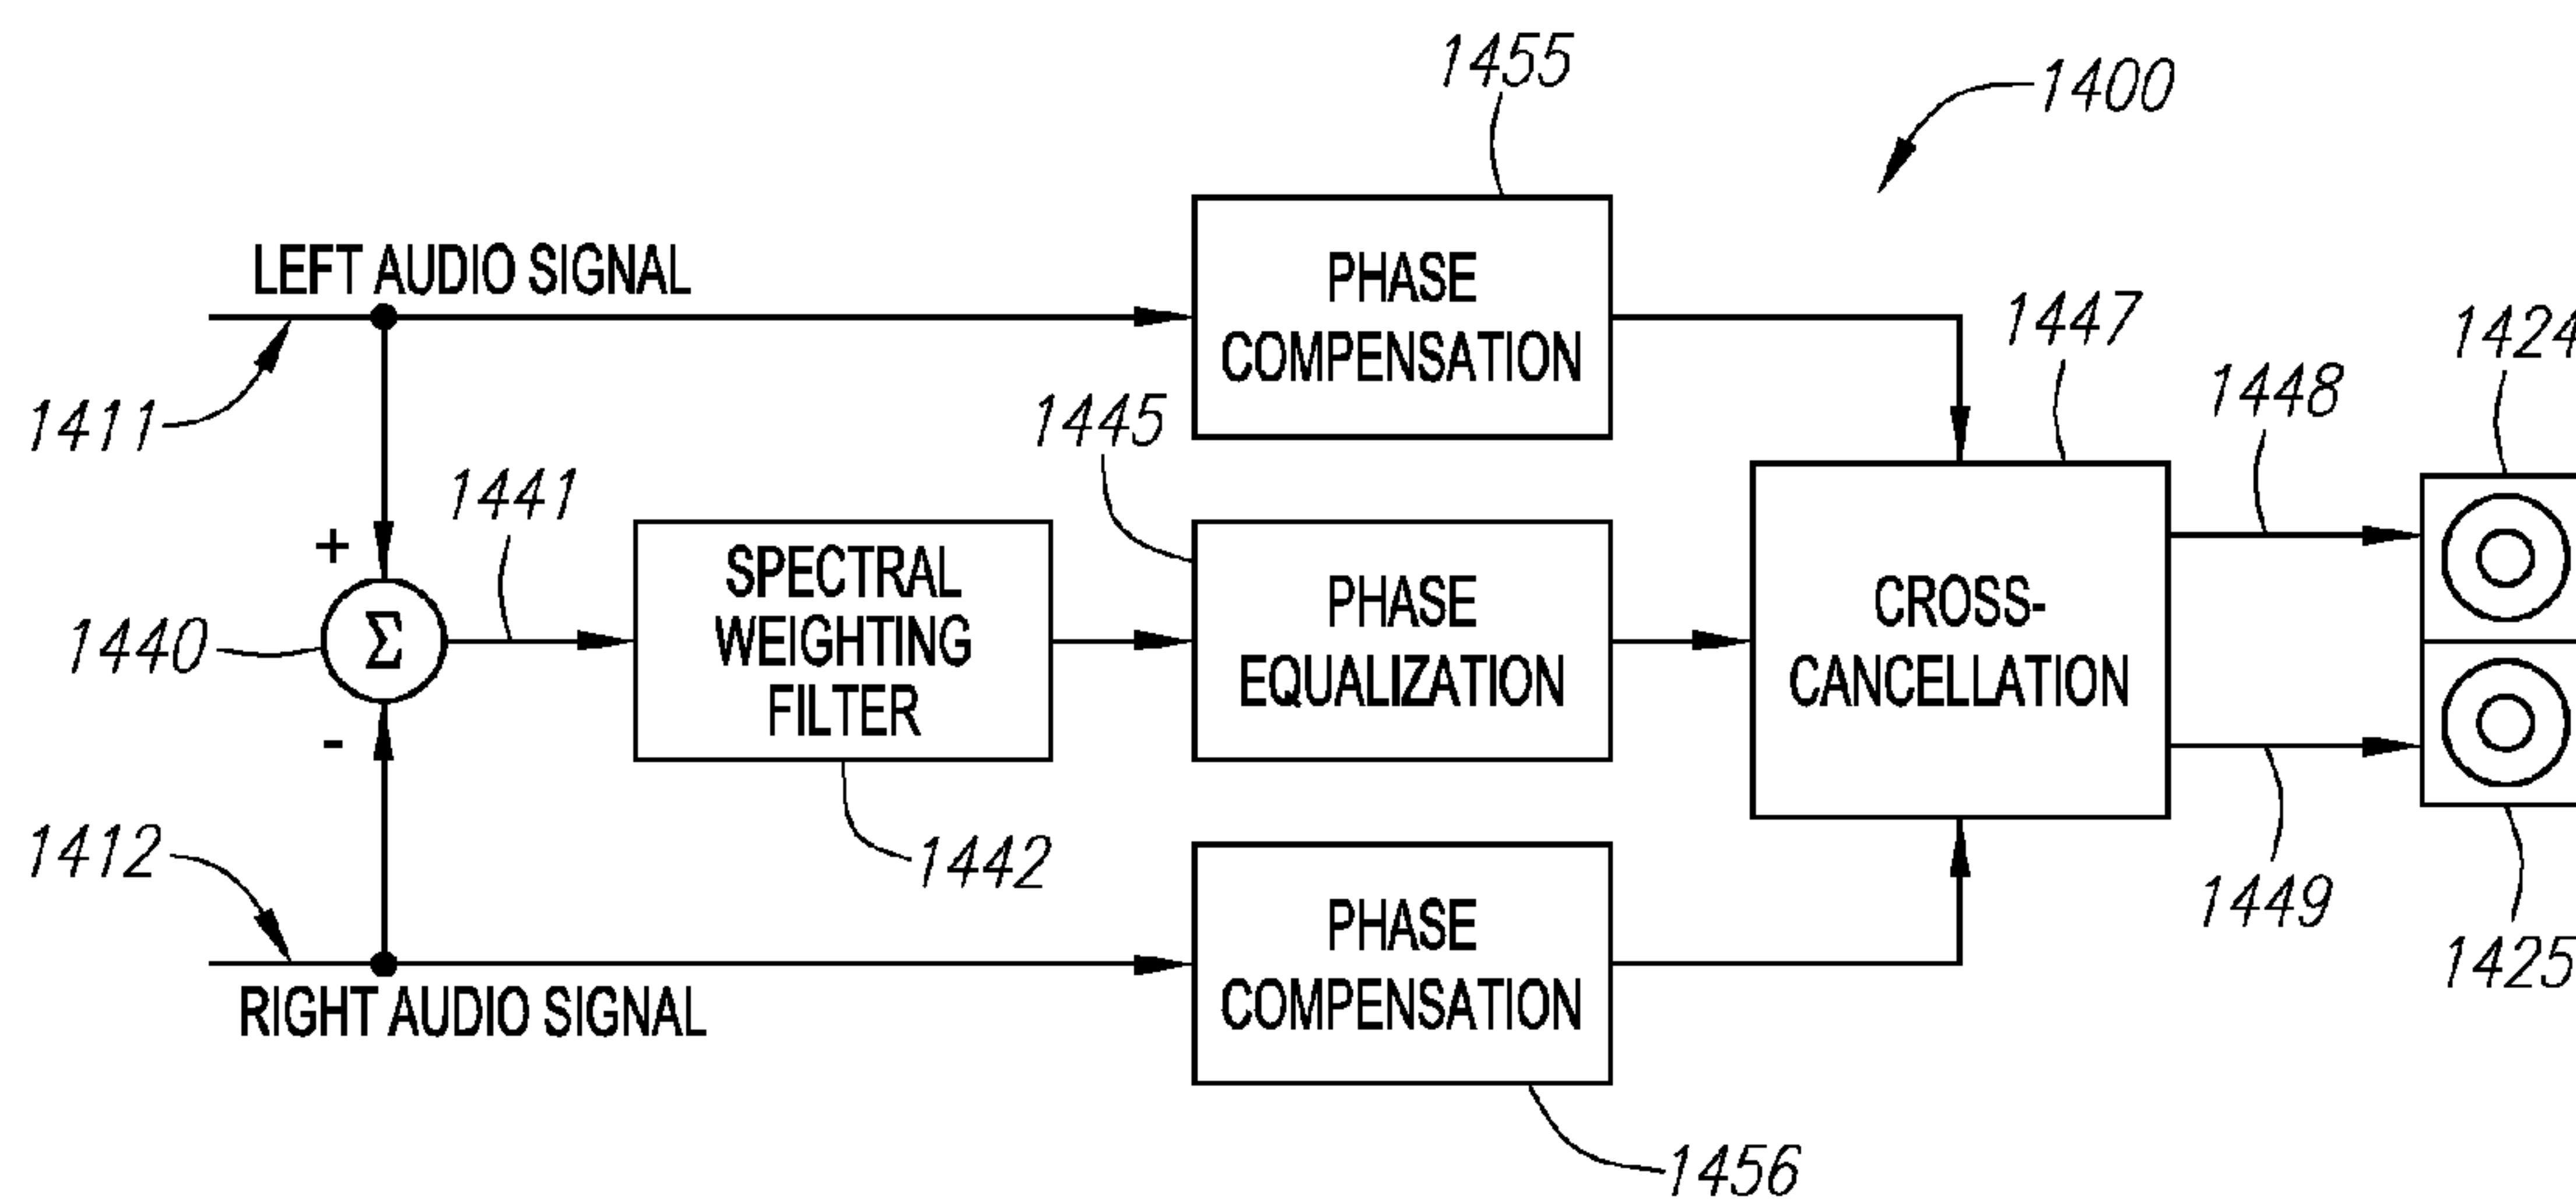 1455
1400
LEFT AUDIO SIGNAL
PHASE
COMPENSATION
1447
1424
1448
1411
1445
1441
+
SPECTRAL
WEIGHTING
FILTER
PHASE
EQUALIZATION
CROSS-
CANCELLATION
1440
Σ
-
1412
1442
PHASE
COMPENSATION
1449
1425
RIGHT AUDIO SIGNAL
1456